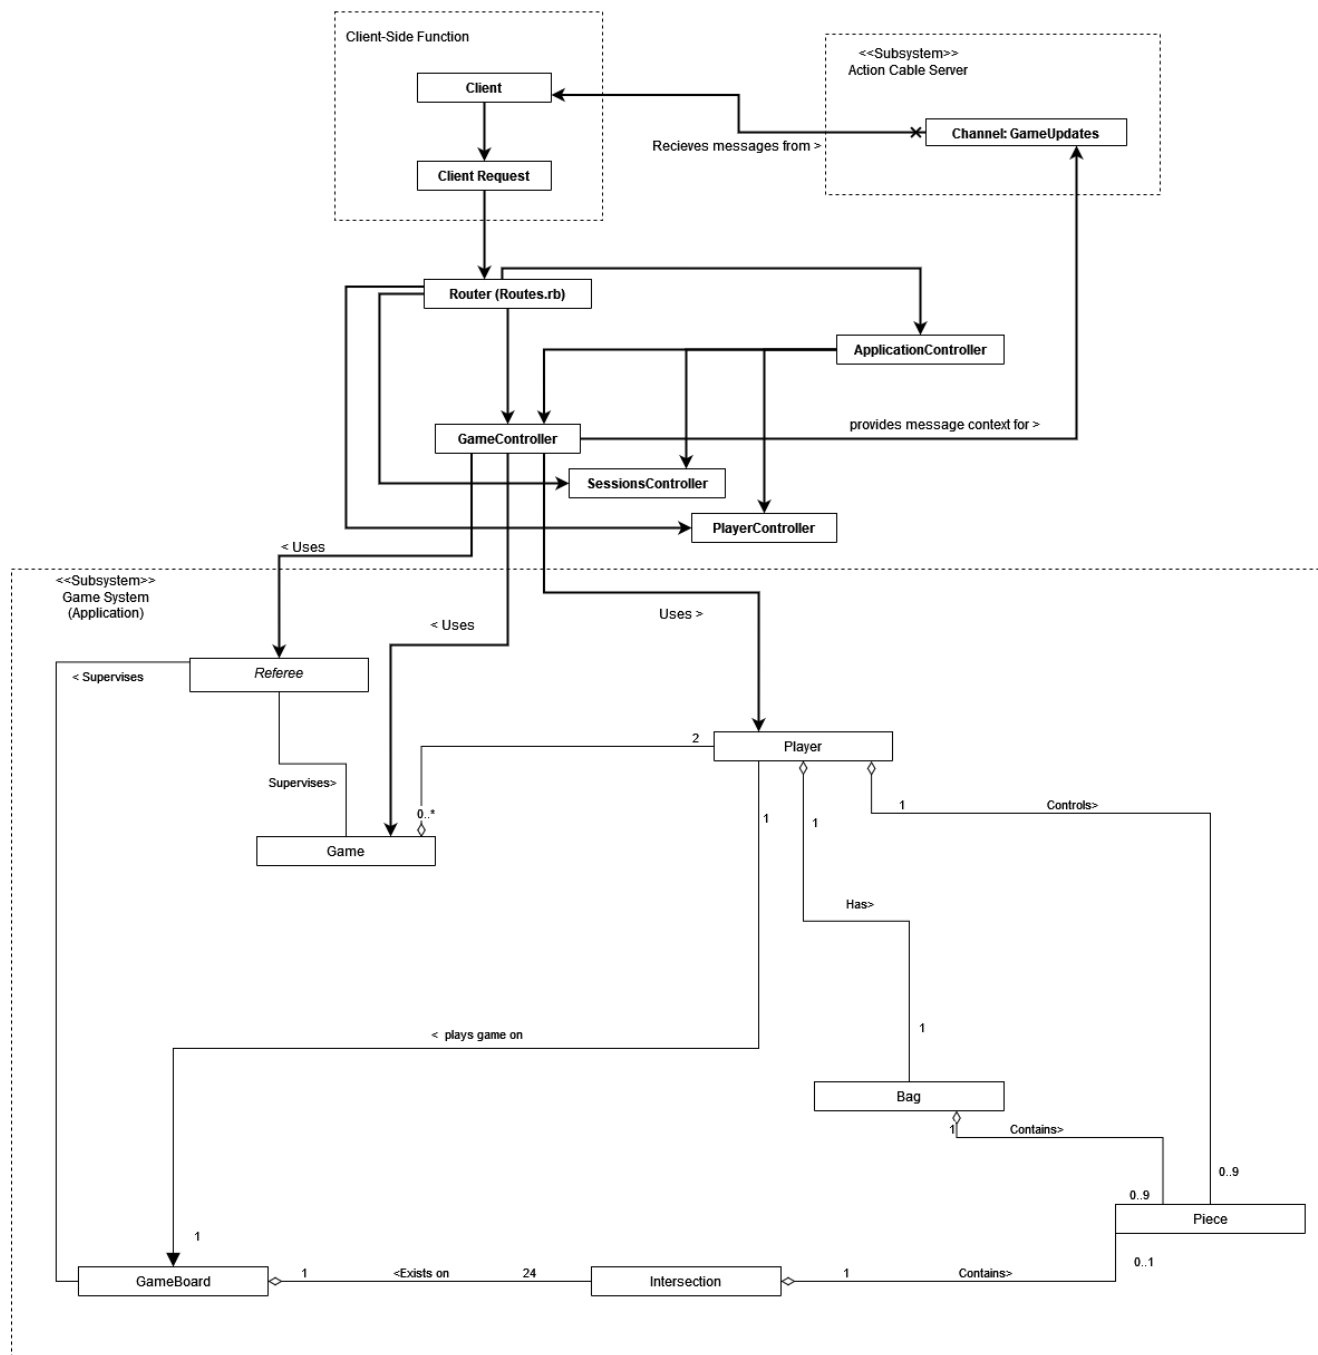 Client-Side Function
<<Subsystem>>
Action Cable Server
Client
Channel: GameUpdates
Recieves messages from >
Client Request
Router (Routes.rb)
ApplicationController
provides message context for >
GameController
SessionsController
PlayerController
< Uses
<<Subsystem>>
Game System
(Application)
Uses >
< Uses
Referee
< Supervises
2
Player
Supervises>
0..*
1
1
1
Controls>
Game
Has>
1
< plays game on
Bag
1
Contains>
0..9
0..9
Piece
1
0..1
GameBoard
1
<Exists on
24
Intersection
1
Contains>